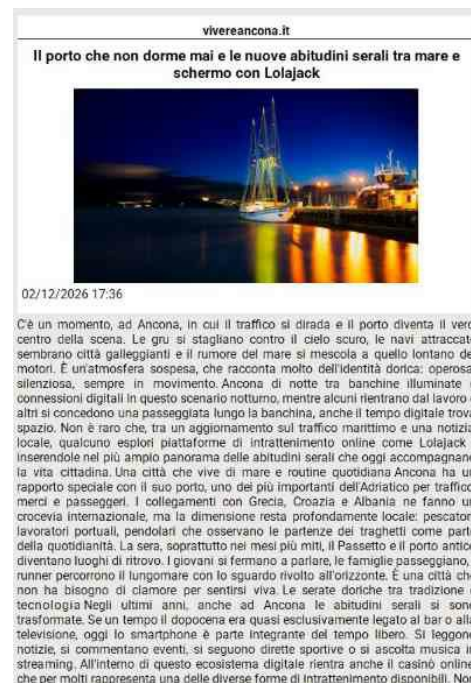 vivereancona.it
Il porto che non dorme mai e le nuove abitudini serali tra mare e
schermo con Lolajack
02/12/2026 17:36
C'è un momento, ad Ancona, in cui il traffico si dirada e il porto diventa il vero
centro della scena. Le gru si stagliano contro il cielo scuro, le navi attraccate
sembrano città galleggianti e il rumore del mare si mescola a quello lontano dei
motori. È un'atmosfera sospesa, che racconta molto dell'identità dorica: operosa,
silenziosa, sempre in movimento. Ancona di notte tra banchine illuminate
connessioni digitali In questo scenario notturno, mentre alcuni rientrano dal lavoro
altri si concedono una passeggiata lungo la banchina, anche il tempo digitale trova
spazio. Non è raro che, tra un aggiornamento sul traffico marittimo e una notizia
locale, qualcuno esplori piattaforme di intrattenimento online come Lolajack
inserendole nel più ampio panorama delle abitudini serali che oggi accompagnano
la vita cittadina. Una città che vive di mare e routine quotidiana Ancona ha un
rapporto speciale con il suo porto, uno dei più importanti dell'Adriatico per traffico
merci e passeggeri. I collegamenti con Grecia, Croazia e Albania ne fanno un
crocevia internazionale, ma la dimensione resta profondamente locale: pescatori,
lavoratori portuali, pendolari che osservano le partenze dei traghetti come parte
della quotidianità. La sera, soprattutto nei mesi più miti, il Passetto e il porto antico
diventano luoghi di ritrovo. I giovani si fermano a parlare, le famiglie passeggiano,
runner percorrono il lungomare con lo sguardo rivolto all'orizzonte. È una città che
non ha bisogno di clamore per sentirsi viva. Le serate doriche tra tradizione
tecnologia Negli ultimi anni, anche ad Ancona le abitudini serali si sono
trasformate. Se un tempo il dopocena era quasi esclusivamente legato al bar o alla
televisione, oggi lo smartphone è parte integrante del tempo libero. Si leggono
notizie, si commentano eventi, si seguono dirette sportive o si ascolta musica in
streaming. All'interno di questo ecosistema digitale rientra anche il casinò online,
che per molti rappresenta una delle diverse forme di intrattenimento disponibili. Non